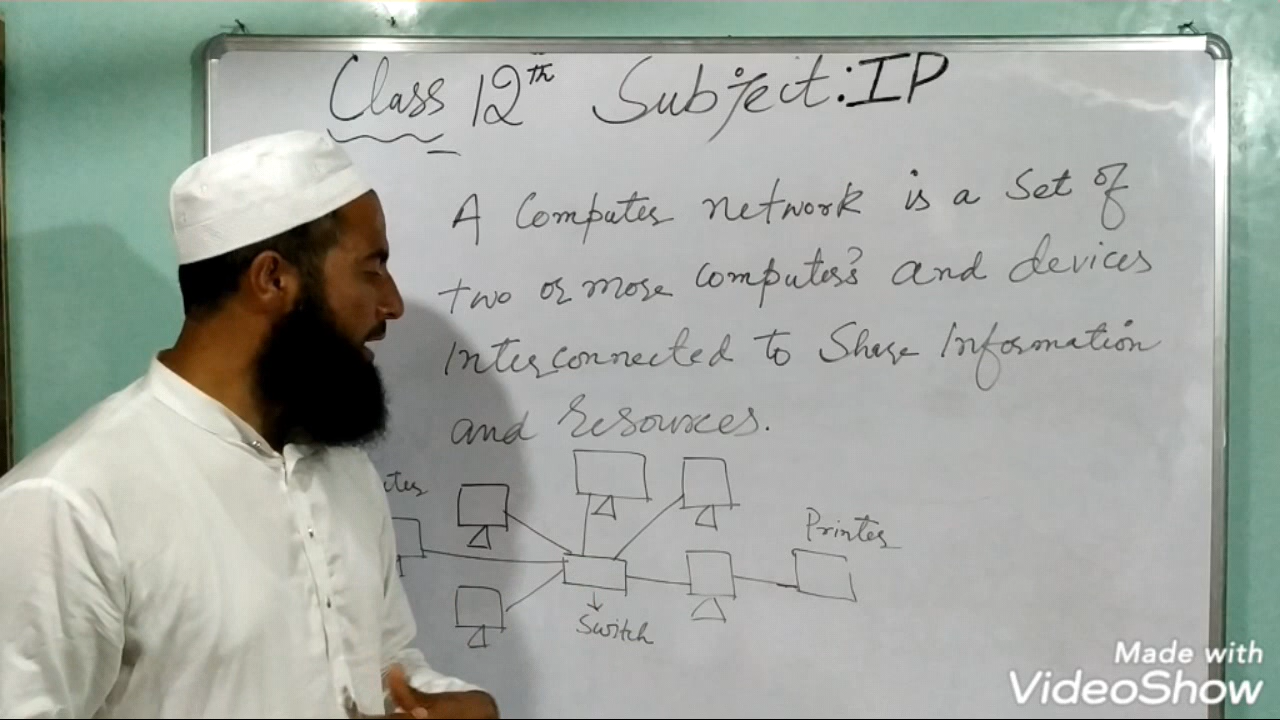 Class 12th Subject: IP
A Computer network is a Set of
two or more computer's and devices
Interconnected to Share Information
and resources.
Printer
Switch
Made with
VideoShow